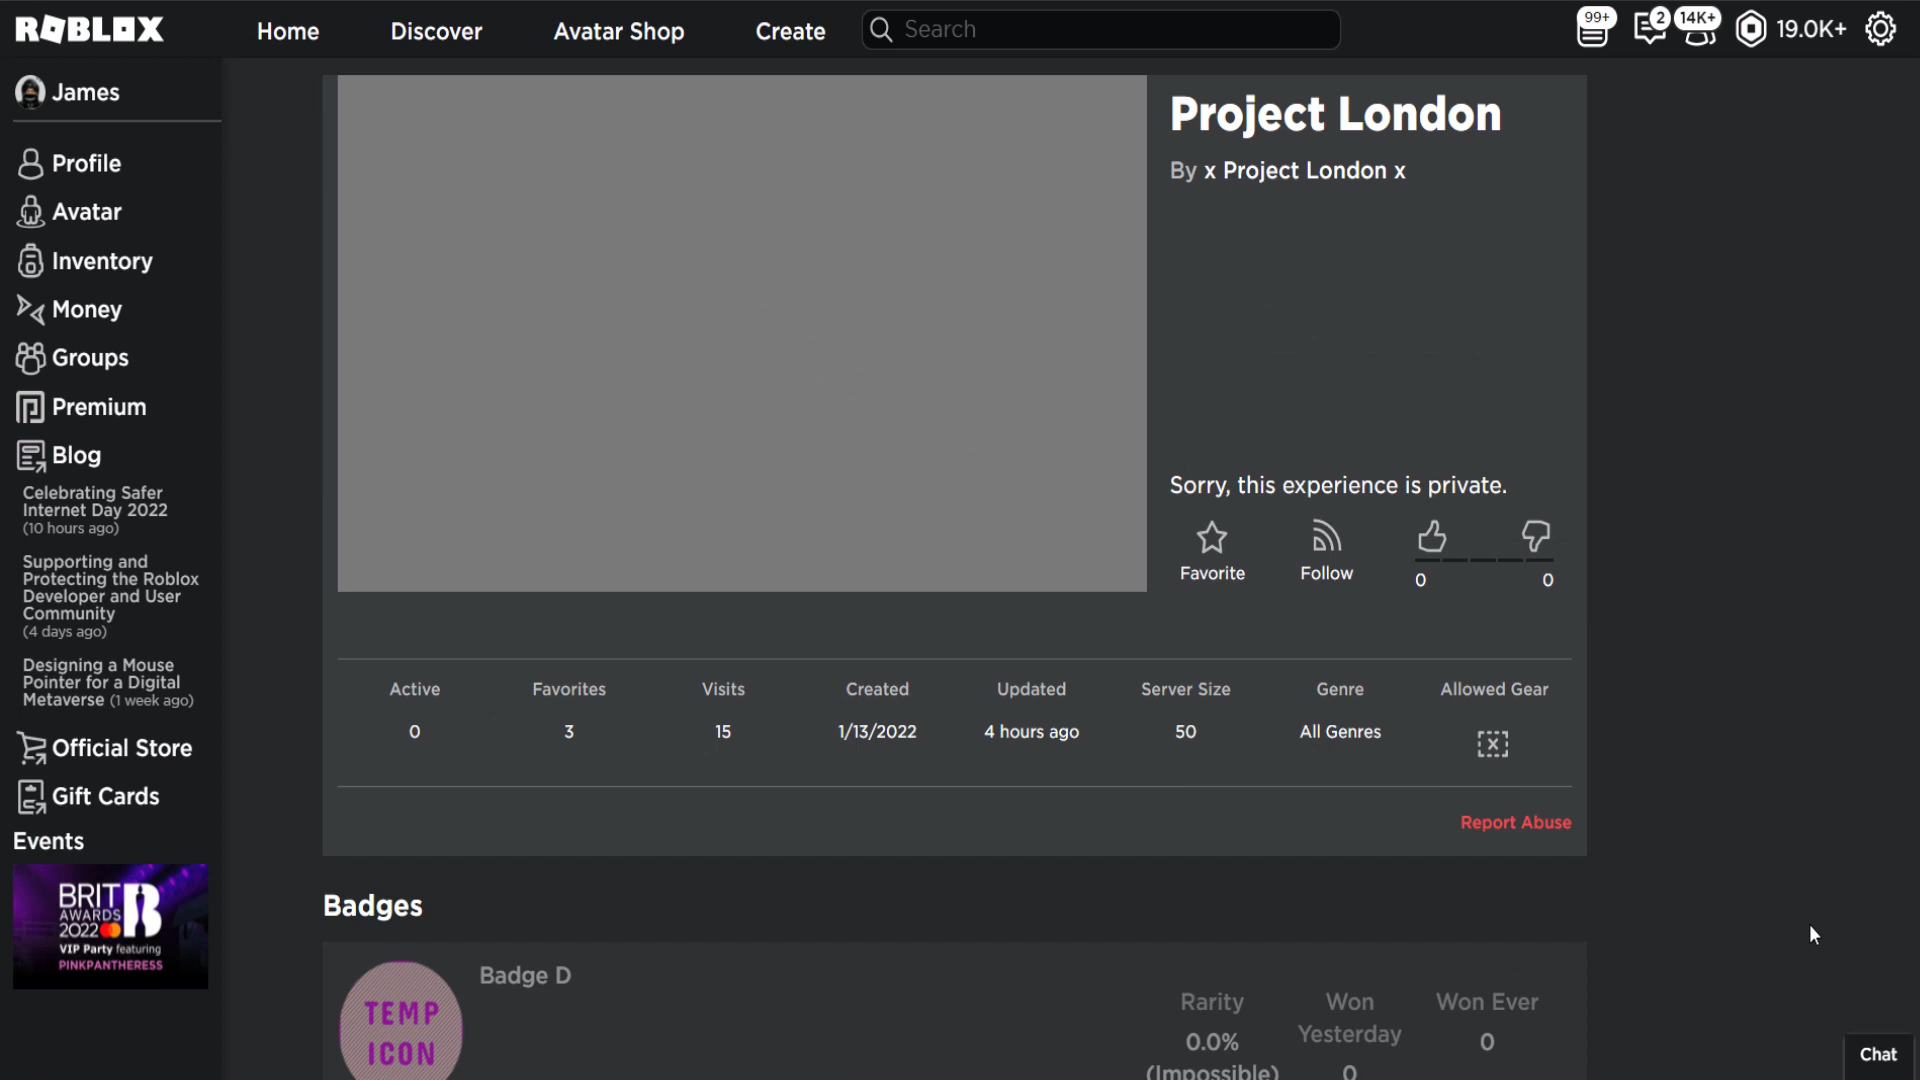 ROBLOX
Home
Discover
Avatar Shop
Create
Search
99+
2
14K+
19.0K+
James
Profile
Avatar
Inventory
Money
Groups
Premium
Blog
Celebrating Safer
Internet Day 2022
(10 hours ago)
Supporting and
Protecting the Roblox
Developer and User
Community
(4 days ago)
Designing a Mouse
Pointer for a Digital
Metaverse (1 week ago)
Official Store
Gift Cards
Events
BRIT
AWARDS
2022
VIP Party featuring
PINKPANTHERESS
Project London
By x Project London x
Sorry, this experience is private.
Favorite
Follow
0
0
Active
Favorites
Visits
Created
Updated
Server Size
Genre
Allowed Gear
0
3
15
1/13/2022
4 hours ago
50
All Genres
Report Abuse
Badges
TEMP
ICON
Badge D
Rarity
0.0%
(Impossible)
Won
Yesterday
0
Won Ever
0
Chat